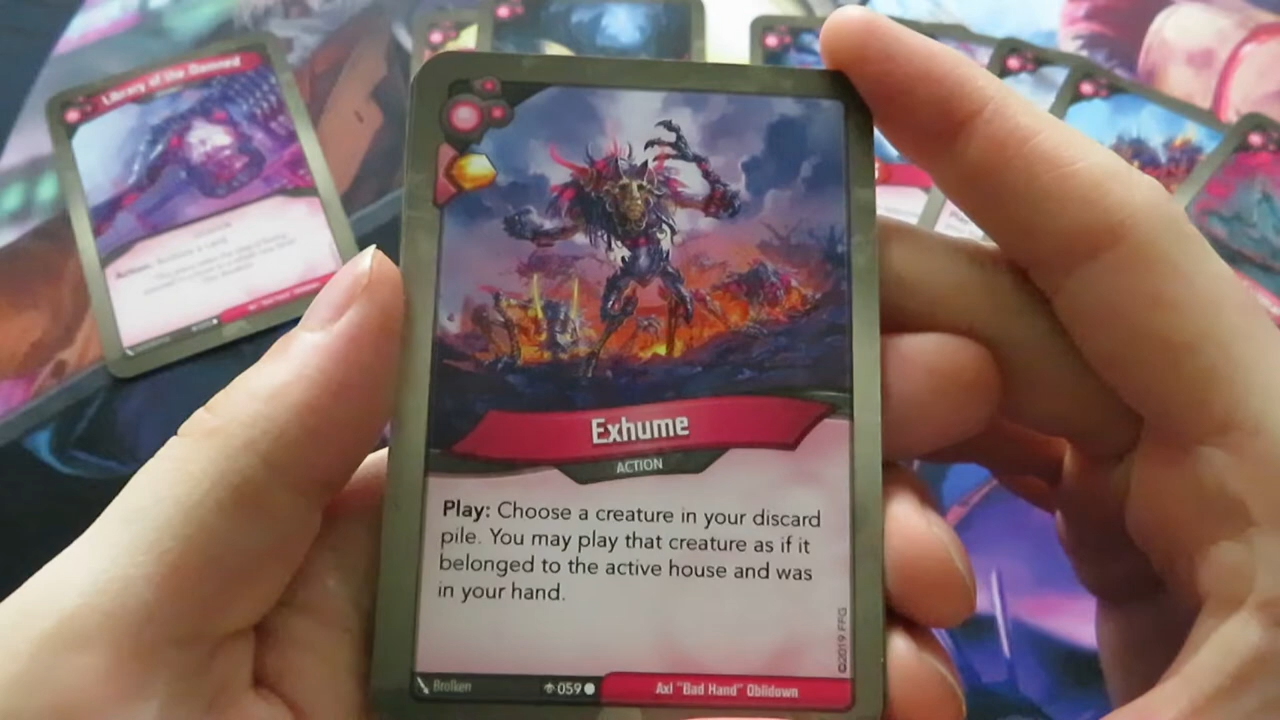 Library of the Damned
Exhume
ACTION
Play: Choose a creature in your discard
pile. You may play that creature as if it
belonged to the active house and was
in your hand.
©2019 FFG
Brolken
059
Axl "Bad Hand" Oblidown
Action: